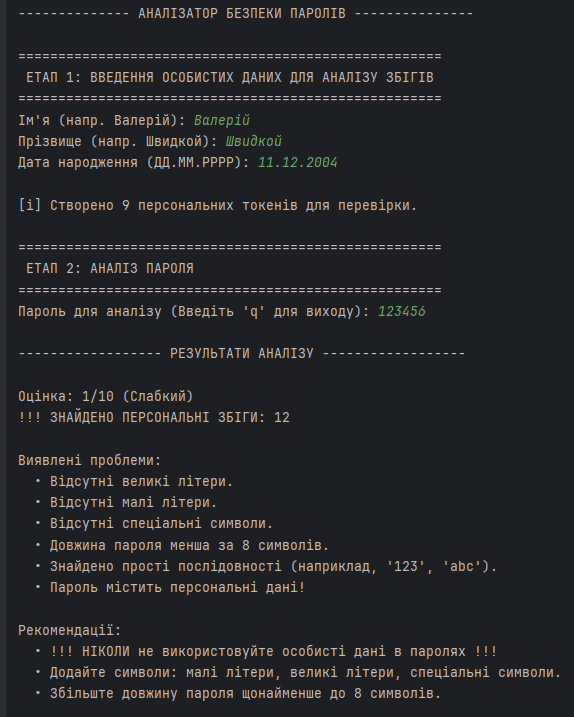 -------------- АНАЛІЗАТОР БЕЗПЕКИ ПАРОЛІВ ---------------
=====================================================
ЕТАП 1: ВВЕДЕННЯ ОСОБИСТИХ ДАНИХ ДЛЯ АНАЛІЗУ ЗБІГІВ
=====================================================
Ім'я (напр. Валерій): Валерій
Прізвище (напр. Швидкой): Швидкой
Дата народження (ДД.ММ.РРРР): 11.12.2004
[i] Створено 9 персональних токенів для перевірки.
=====================================================
ЕТАП 2: АНАЛІЗ ПАРОЛЯ
=====================================================
Пароль для аналізу (Введіть 'q' для виходу): 123456
------------------ РЕЗУЛЬТАТИ АНАЛІЗУ ------------------
Оцінка: 1/10 (Слабкий)
!!! ЗНАЙДЕНО ПЕРСОНАЛЬНІ ЗБІГИ: 12
Виявлені проблеми:
• Відсутні великі літери.
• Відсутні малі літери.
• Відсутні спеціальні символи.
• Довжина пароля менша за 8 символів.
• Знайдено прості послідовності (наприклад, '123', 'abc').
• Пароль містить персональні дані!
Рекомендації:
• !!! НІКОЛИ не використовуйте особисті дані в паролях !!!
• Додайте символи: малі літери, великі літери, спеціальні символи.
• Збільште довжину пароля щонайменше до 8 символів.